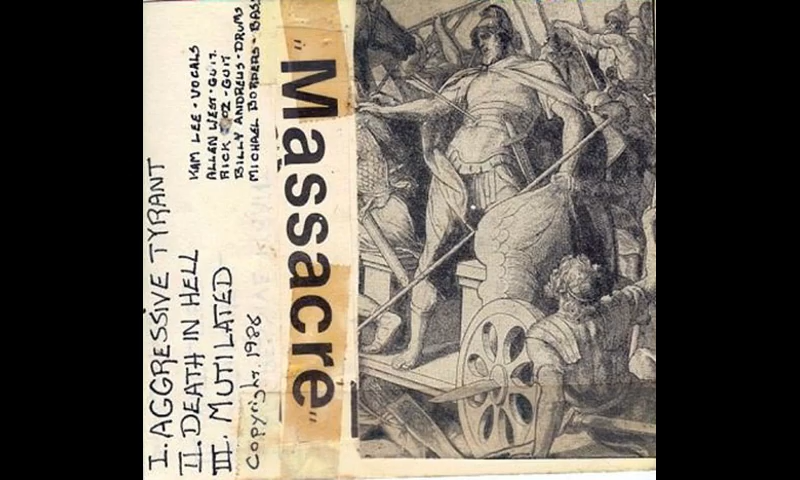 KAM LEE - VOCALS
ALLAN WEST - GUIT.
RICK ROZ - GUIT
BILLY ANDREWS - DRUMS
MICHAEL BORDERS - BASS
I. AGGRESSIVE TYRANT
II. DEATH IN HELL
III. MUTILATED
Copyright. 1986
"Massacre"